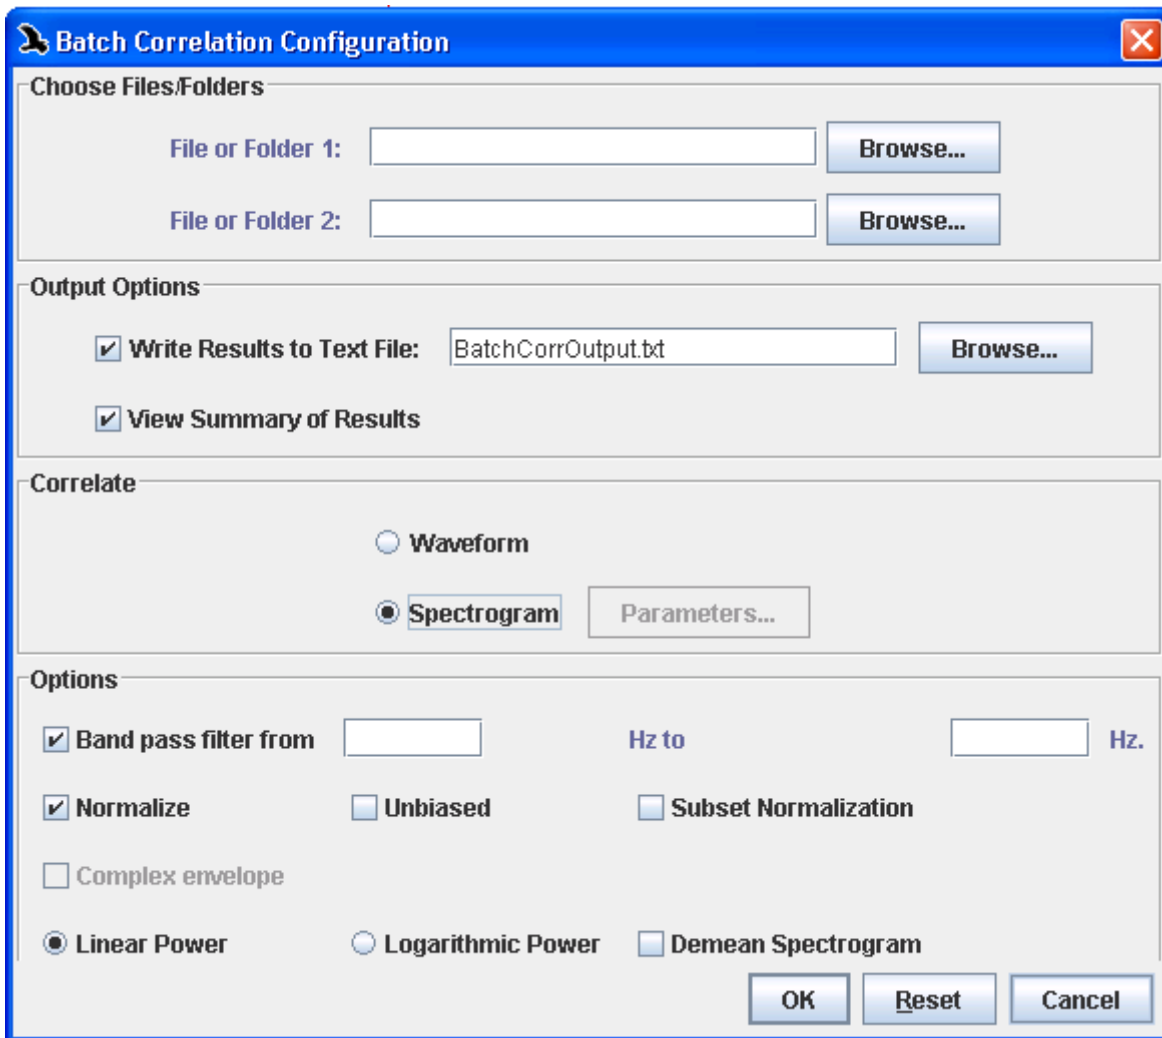 Batch Correlation Configuration
Choose Files/Folders
File or Folder 1: Browse...
File or Folder 2: Browse...
Output Options
Write Results to Text File: BatchCorrOutput.txt Browse...
View Summary of Results
Correlate
Waveform
Spectrogram Parameters...
Options
Band pass filter from Hz to Hz.
Normalize Unbiased Subset Normalization
Complex envelope
Linear Power Logarithmic Power Demean Spectrogram
OK Reset Cancel